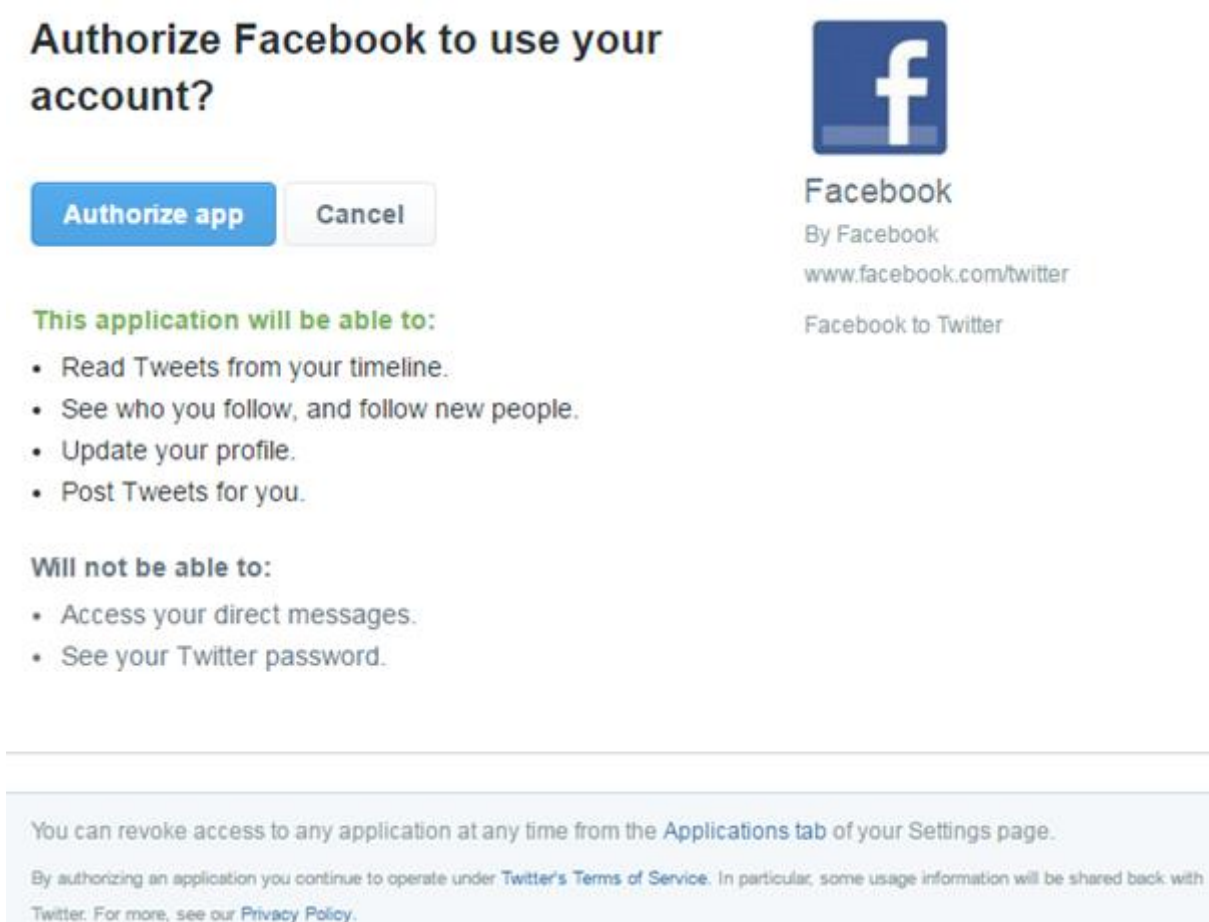 Authorize Facebook to use your
account?
Authorize app
Cancel
This application will be able to:
• Read Tweets from your timeline.
• See who you follow, and follow new people.
• Update your profile.
• Post Tweets for you.
Will not be able to:
• Access your direct messages.
• See your Twitter password.
f
Facebook
By Facebook
www.facebook.com/twitter
Facebook to Twitter
You can revoke access to any application at any time from the Applications tab of your Settings page.
By authorizing an application you continue to operate under Twitter's Terms of Service. In particular, some usage information will be shared back with
Twitter. For more, see our Privacy Policy.